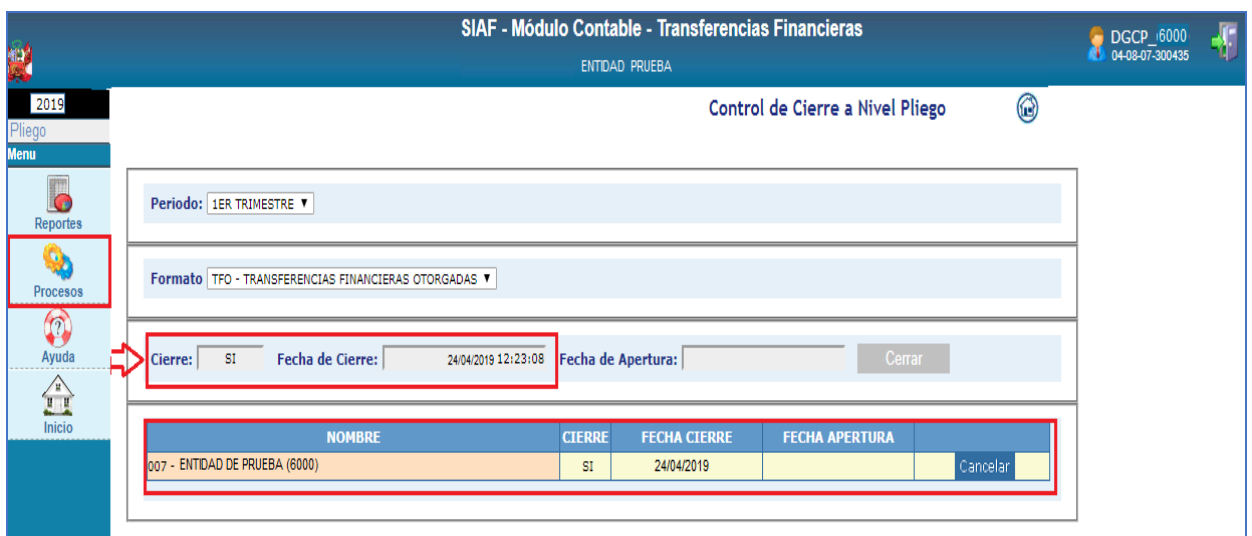 SIAF - Módulo Contable - Transferencias Financieras
ENTIDAD PRUEBA
DGCP_6000
04-08-07-300435
2019
Pliego
Menu
Reportes
Procesos
Ayuda
Inicio
Control de Cierre a Nivel Pliego
Periodo: 1ER TRIMESTRE
Formato TFO - TRANSFERENCIAS FINANCIERAS OTORGADAS
Cierre: SI Fecha de Cierre: 24/04/2019 12:23:08 Fecha de Apertura: Cerrar
NOMBRE CIERRE FECHA CIERRE FECHA APERTURA
007 - ENTIDAD DE PRUEBA (6000) SI 24/04/2019 Cancelar